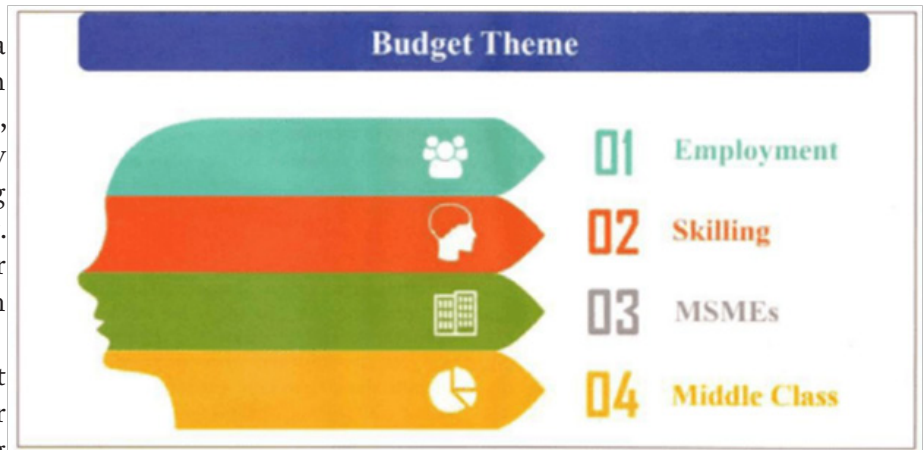 Budget Theme
01 Employment
02 Skilling
03 MSMEs
04 Middle Class